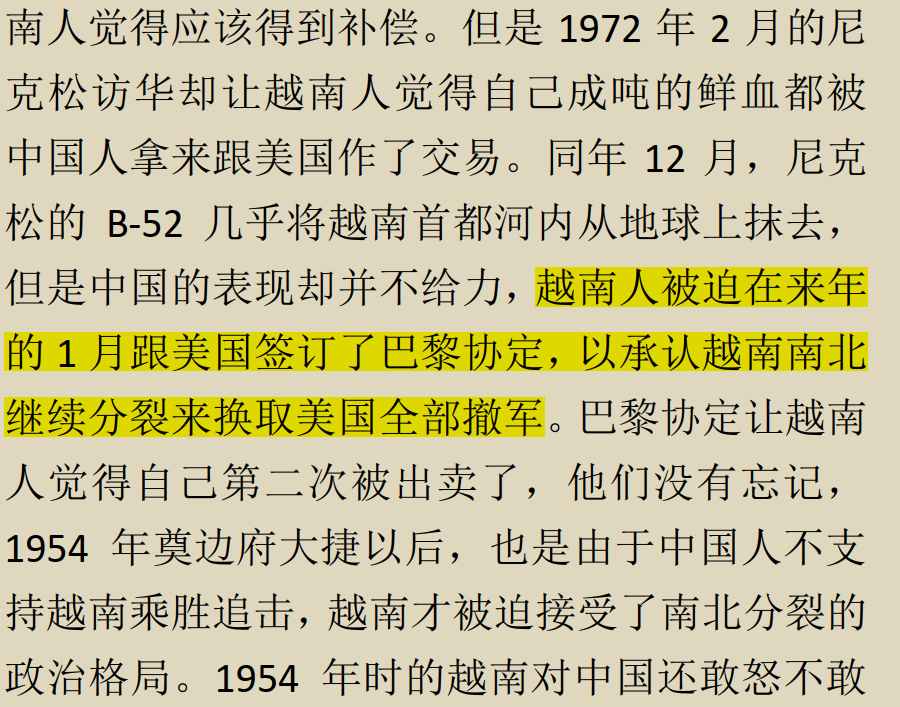 南人觉得应该得到补偿。但是 1972 年 2 月的尼
克松访华却让越南人觉得自己成吨的鲜血都被
中国人拿来跟美国作了交易。同年 12 月，尼克
松的 B-52 几乎将越南首都河内从地球上抹去，
但是中国的表现却并不给力，越南人被迫在来年
的 1 月跟美国签订了巴黎协定，以承认越南南北
继续分裂来换取美国全部撤军。巴黎协定让越南
人觉得自己第二次被出卖了，他们没有忘记，
1954 年奠边府大捷以后，也是由于中国人不支
持越南乘胜追击，越南才被迫接受了南北分裂的
政治格局。1954 年时的越南对中国还敢怒不敢